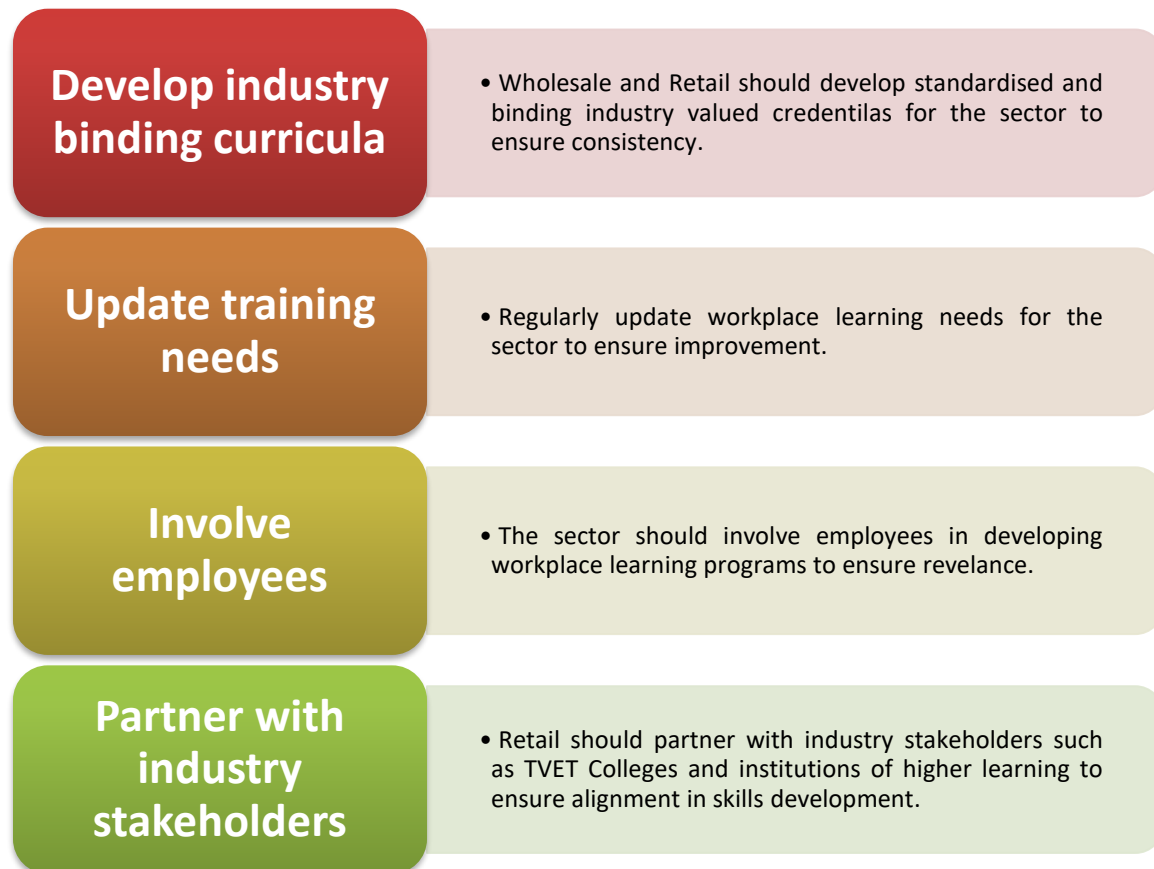 Develop industry
binding curricula
• Wholesale and Retail should develop standardised and
binding industry valued credentilas for the sector to
ensure consistency.
Update training
needs
• Regularly update workplace learning needs for the
sector to ensure improvement.
Involve
employees
• The sector should involve employees in developing
workplace learning programs to ensure revelance.
Partner with
industry
stakeholders
• Retail should partner with industry stakeholders such
as TVET Colleges and institutions of higher learning to
ensure alignment in skills development.